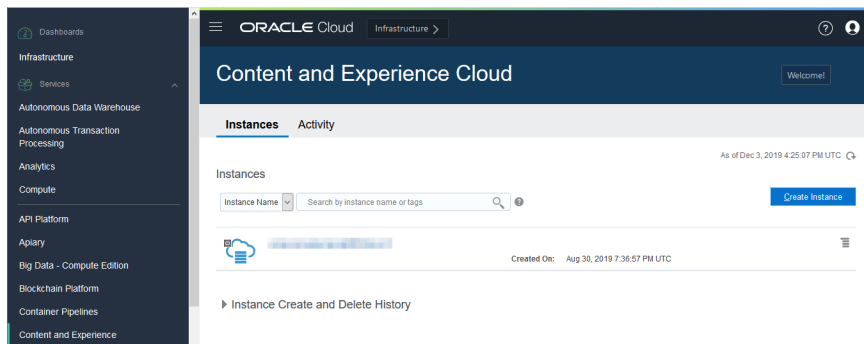 Dashboards
Infrastructure
Services
Autonomous Data Warehouse
Autonomous Transaction
Processing
Analytics
Compute
API Platform
Apiary
Big Data - Compute Edition
Blockchain Platform
Container Pipelines
Content and Experience
ORACLE Cloud Infrastructure >
Content and Experience Cloud
Welcome!
Instances Activity
As of Dec 3, 2019 4:25:07 PM UTC
Instances
Instance Name Search by instance name or tags
Create Instance
Created On: Aug 30, 2019 7:36:57 PM UTC
Instance Create and Delete History